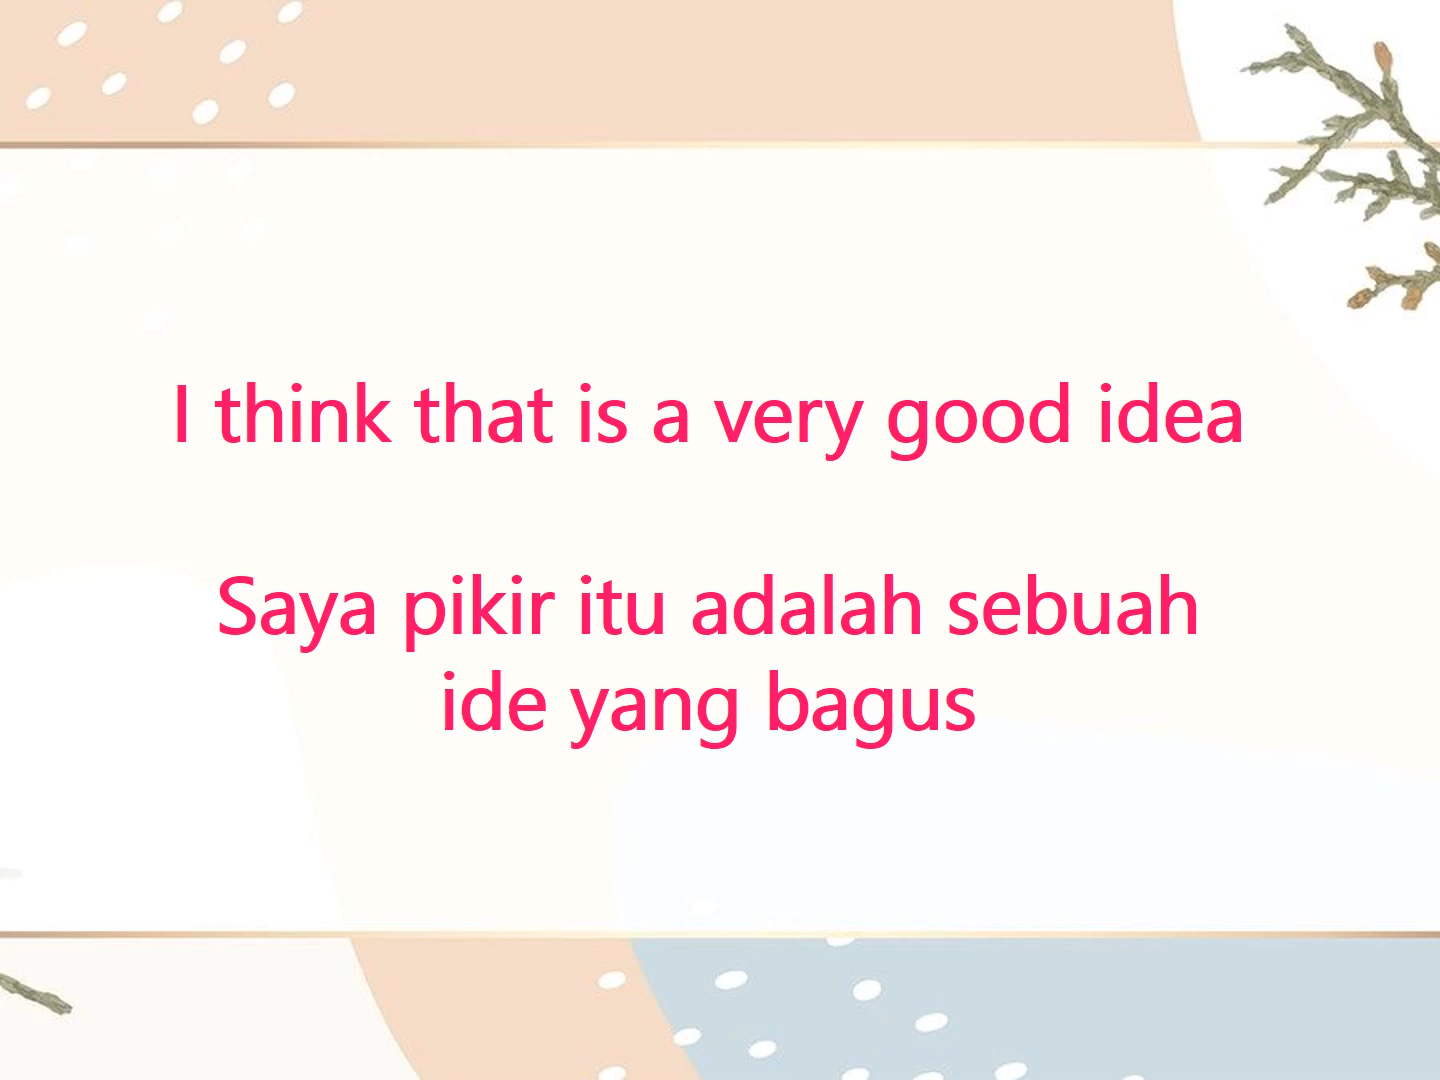 I think that is a very good idea
Saya pikir itu adalah sebuah
ide yang bagus